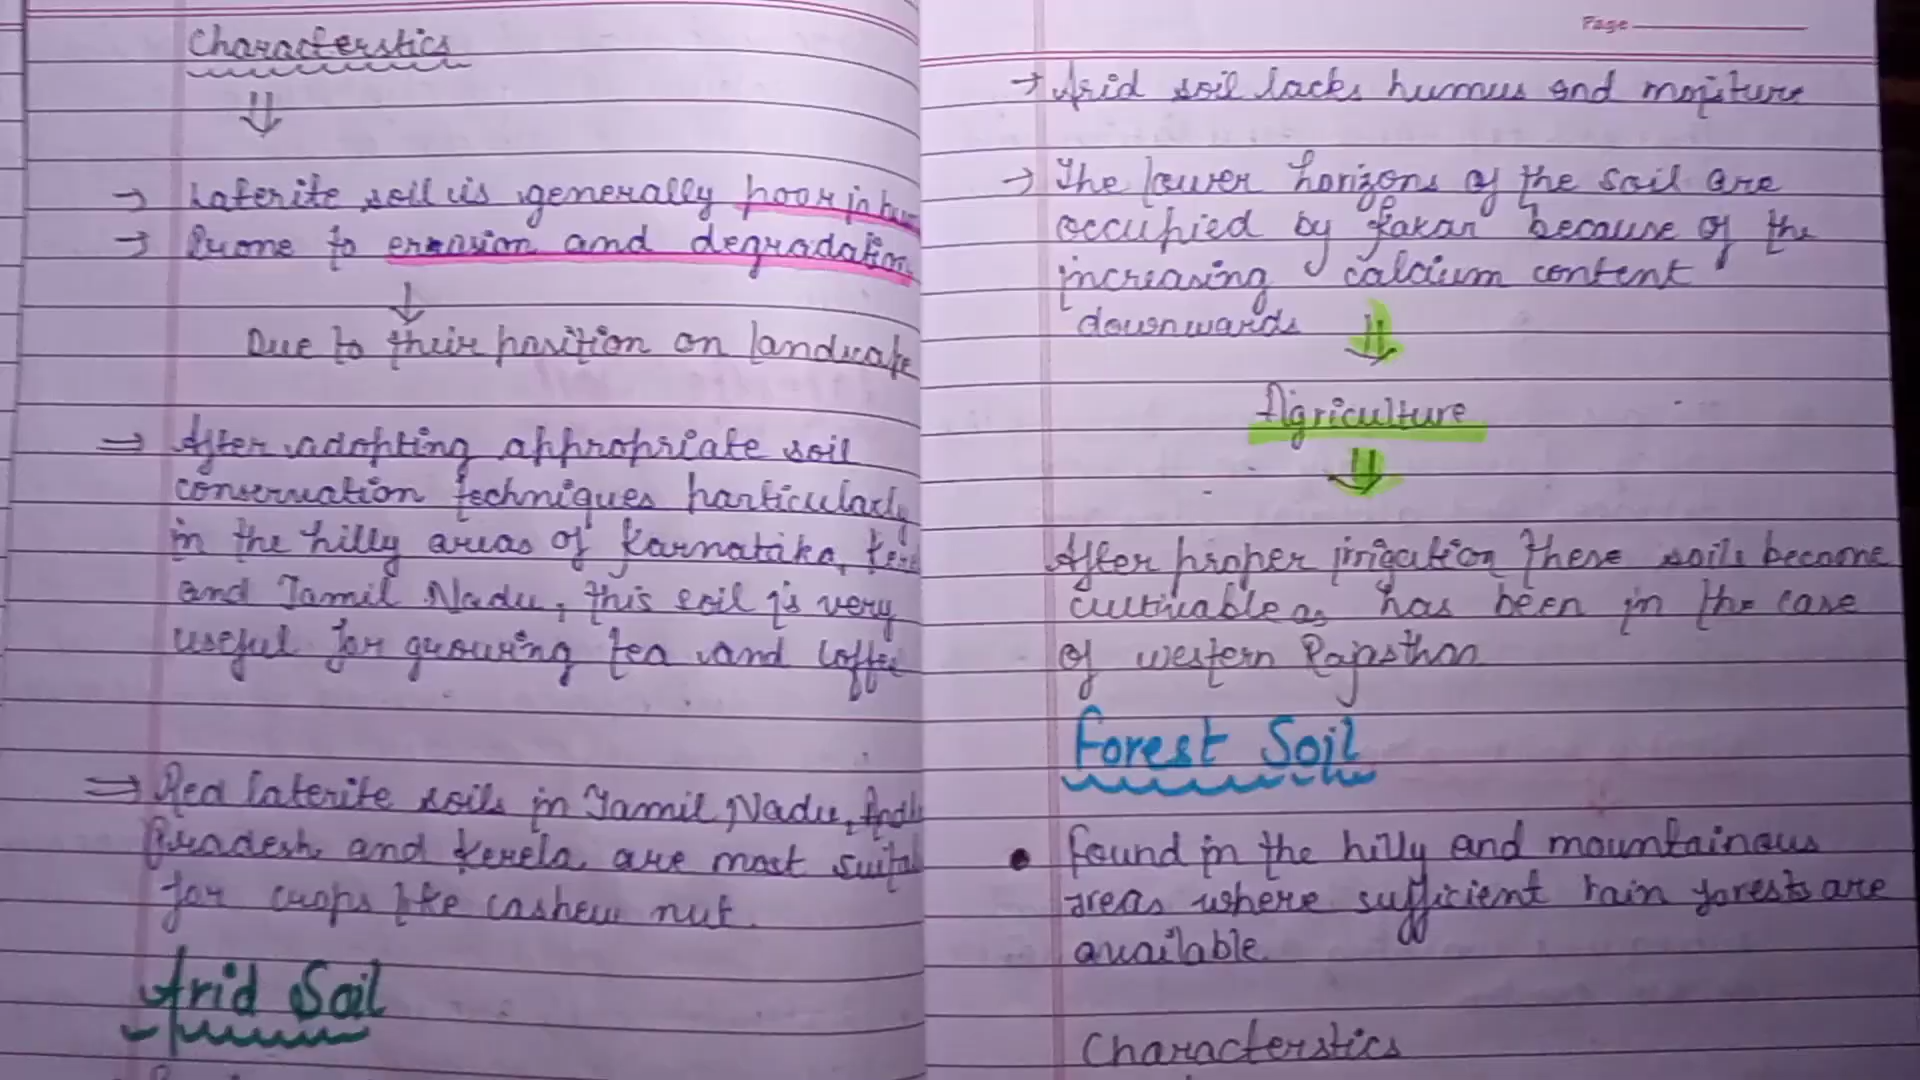 Characterstics
→ Laterite soil is generally poor in
→ Prone to erosion and degradation
Due to their position on landscape
⇒ After adopting appropriate soil
conservation techniques particularly
in the hilly areas of Karnatika,
and Tamil Nadu, this soil is very
useful for growing tea and coffee
⇒ Red laterite soils in Tamil Nadu,
Pradesh and Kerela are most
for crops like cashew nut.
Arid Soil
Page
→ Arid soil lacks humus and moisture
→ The lower horizons of the soil are
occupied by Kakar because of the
increasing calcium content
downwards
Agriculture
After proper irrigation these soils become
cultivable as has been in the case
of western Rajsthan
Forest Soil
• Found in the hilly and mountainous
areas where sufficient rain forests are
available
Characterstics